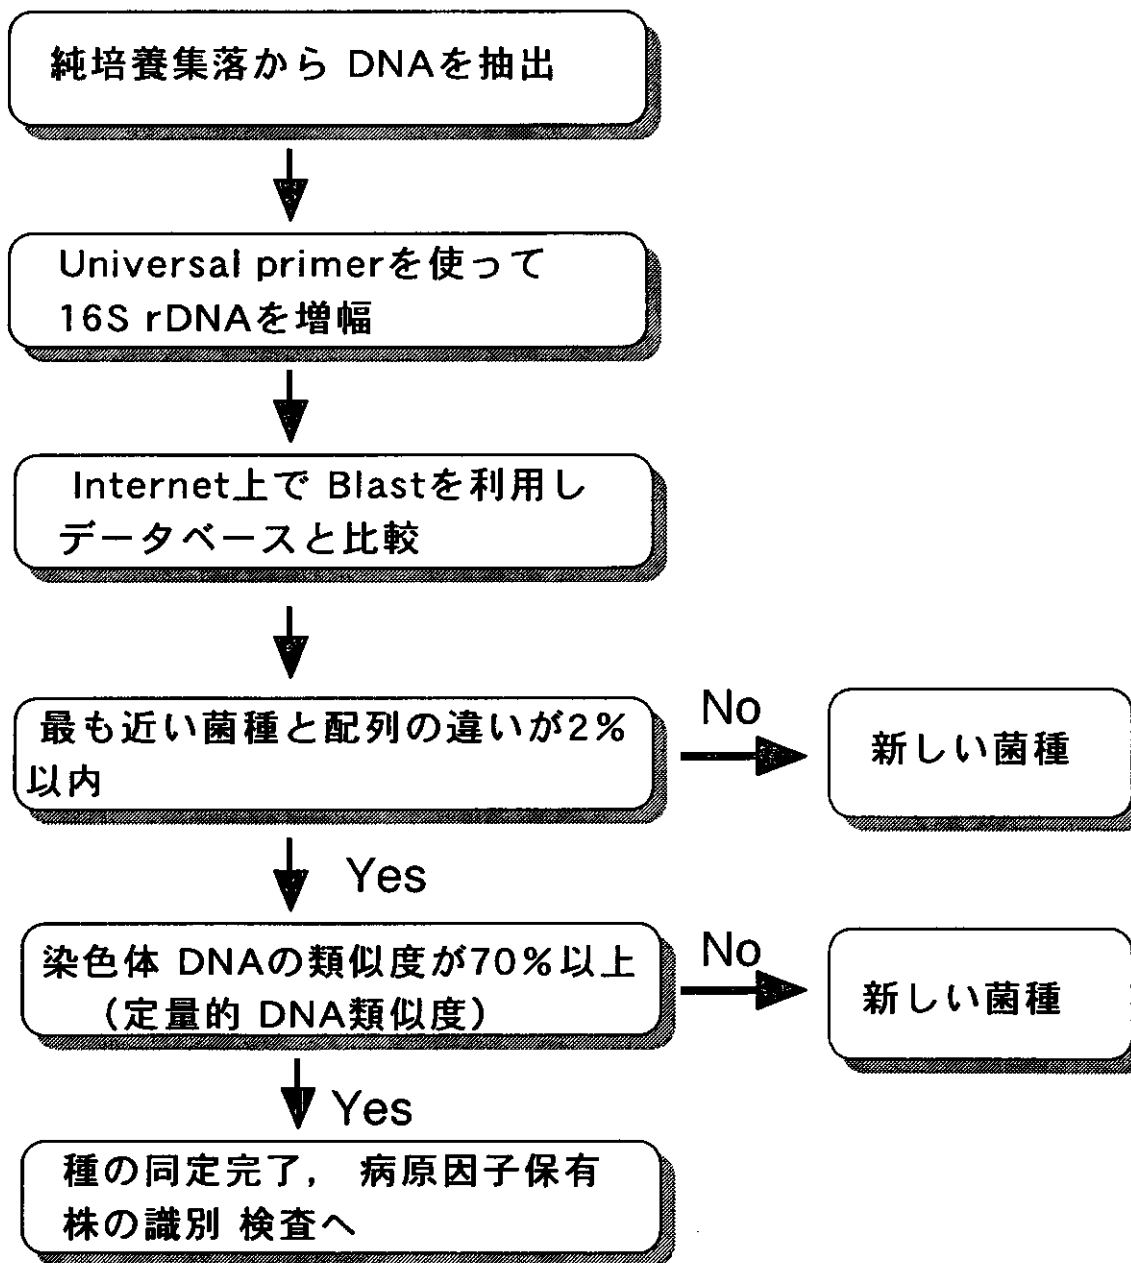 純培養集落から DNAを抽出
Universal primerを使って
16S rDNAを増幅
Internet上で Blastを利用し
データベースと比較
最も近い菌種と配列の違いが2%
以内
No
新しい菌種
Yes
染色体 DNAの類似度が70%以上
（定量的 DNA類似度）
No
新しい菌種
Yes
種の同定完了， 病原因子保有
株の識別 検査へ